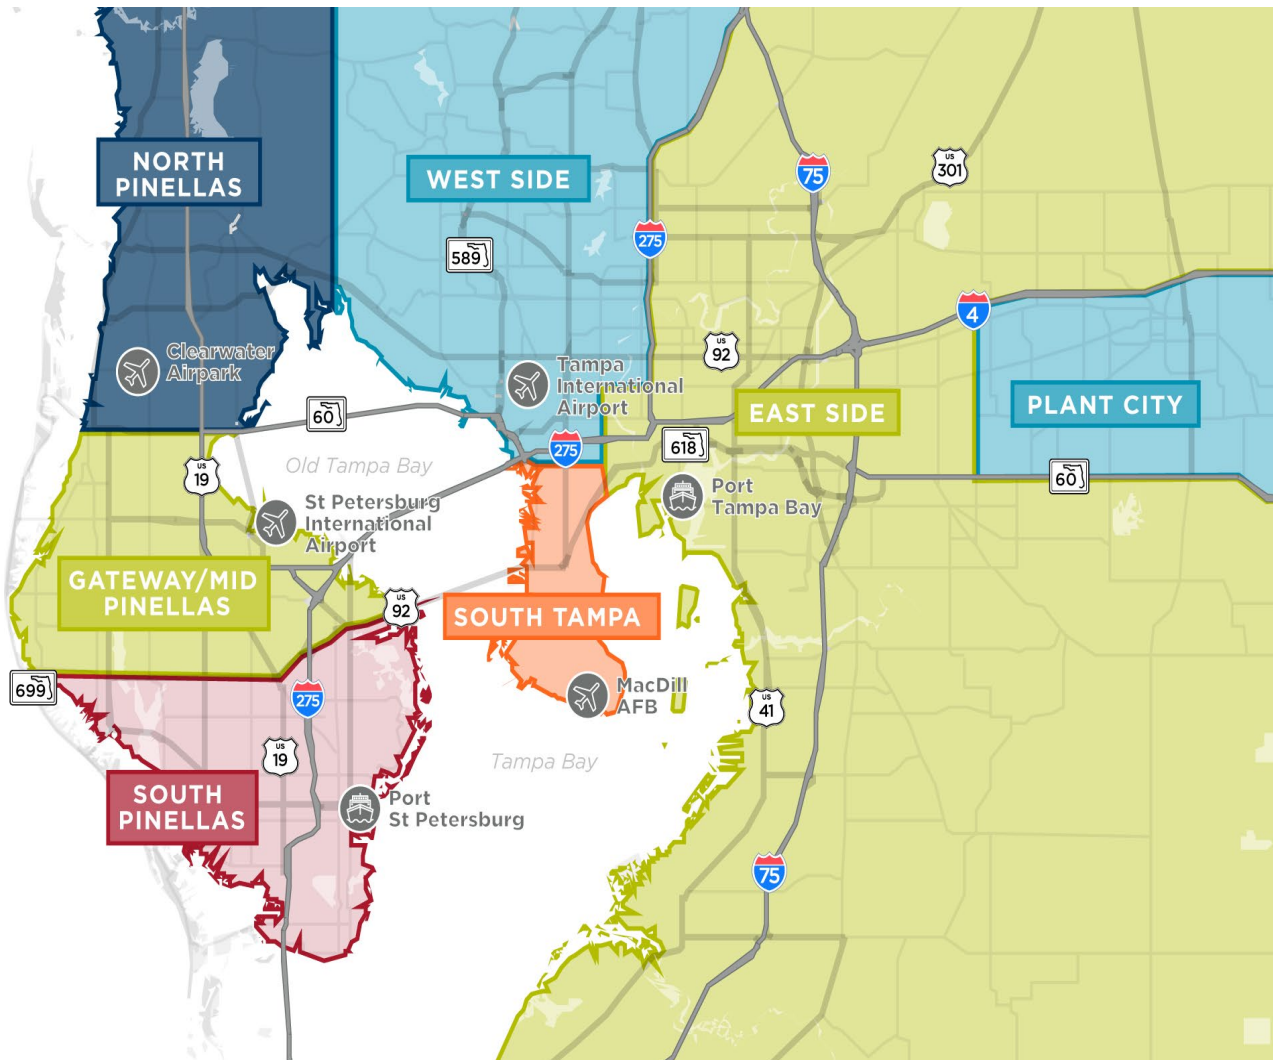 NORTH
PINELLAS
WEST SIDE
US
301
75
275
589
4
US
92
Clearwater
Airpark
Tampa
International
Airport
60
EAST SIDE
PLANT CITY
275
618
Old Tampa Bay
US
19
60
Port
Tampa Bay
St Petersburg
International
Airport
GATEWAY/MID
PINELLAS
US
92
SOUTH TAMPA
699
275
MacDill
AFB
US
41
US
19
Tampa Bay
SOUTH
PINELLAS
Port
St Petersburg
75